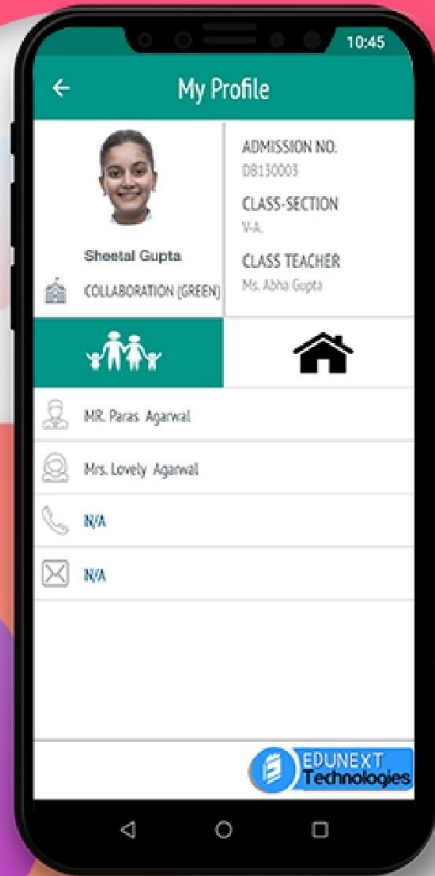 10:45
My Profile
ADMISSION NO.
DB130003
CLASS-SECTION
V-A.
Sheetal Gupta
CLASS TEACHER
Ms. Abha Gupta
COLLABORATION (GREEN)
MR. Paras Agarwal
Mrs. Lovely Agarwal
N/A
N/A
EDUNEXT
Technologies